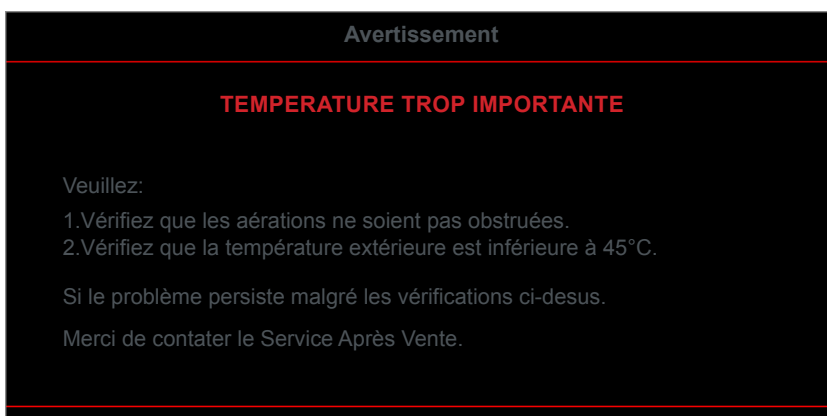 Avertissement
TEMPERATURE TROP IMPORTANTE
Veuillez:
1.Vérifiez que les aérations ne soient pas obstruées.
2.Vérifiez que la température extérieure est inférieure à 45°C.
Si le problème persiste malgré les vérifications ci-desus.
Merci de contater le Service Après Vente.